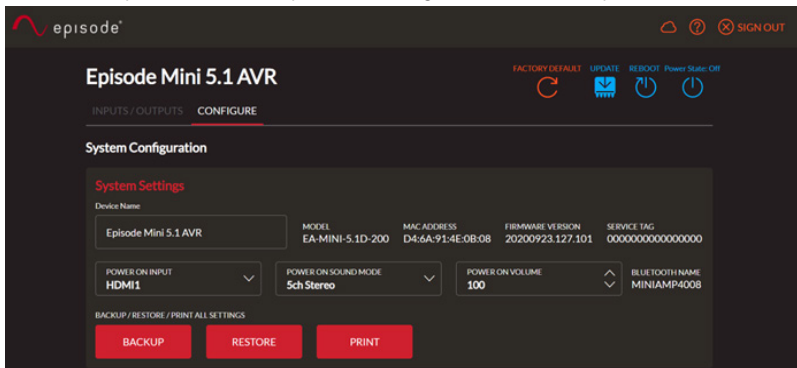 epısode®
SIGN OUT
Episode Mini 5.1 AVR
FACTORY DEFAULT UPDATE REBOOT Power State: Off
INPUTS / OUTPUTS CONFIGURE
System Configuration
System Settings
Device Name
Episode Mini 5.1 AVR
MODEL
EA-MINI-5.1D-200
MAC ADDRESS
D4:6A:91:4E:0B:08
FIRMWARE VERSION
20200923.127.101
SERVICE TAG
0000000000000000
POWER ON INPUT
HDMI1
POWER ON SOUND MODE
5ch Stereo
POWER ON VOLUME
100
BLUETOOTH NAME
MINIAMP4008
BACKUP / RESTORE / PRINT ALL SETTINGS
BACKUP RESTORE PRINT